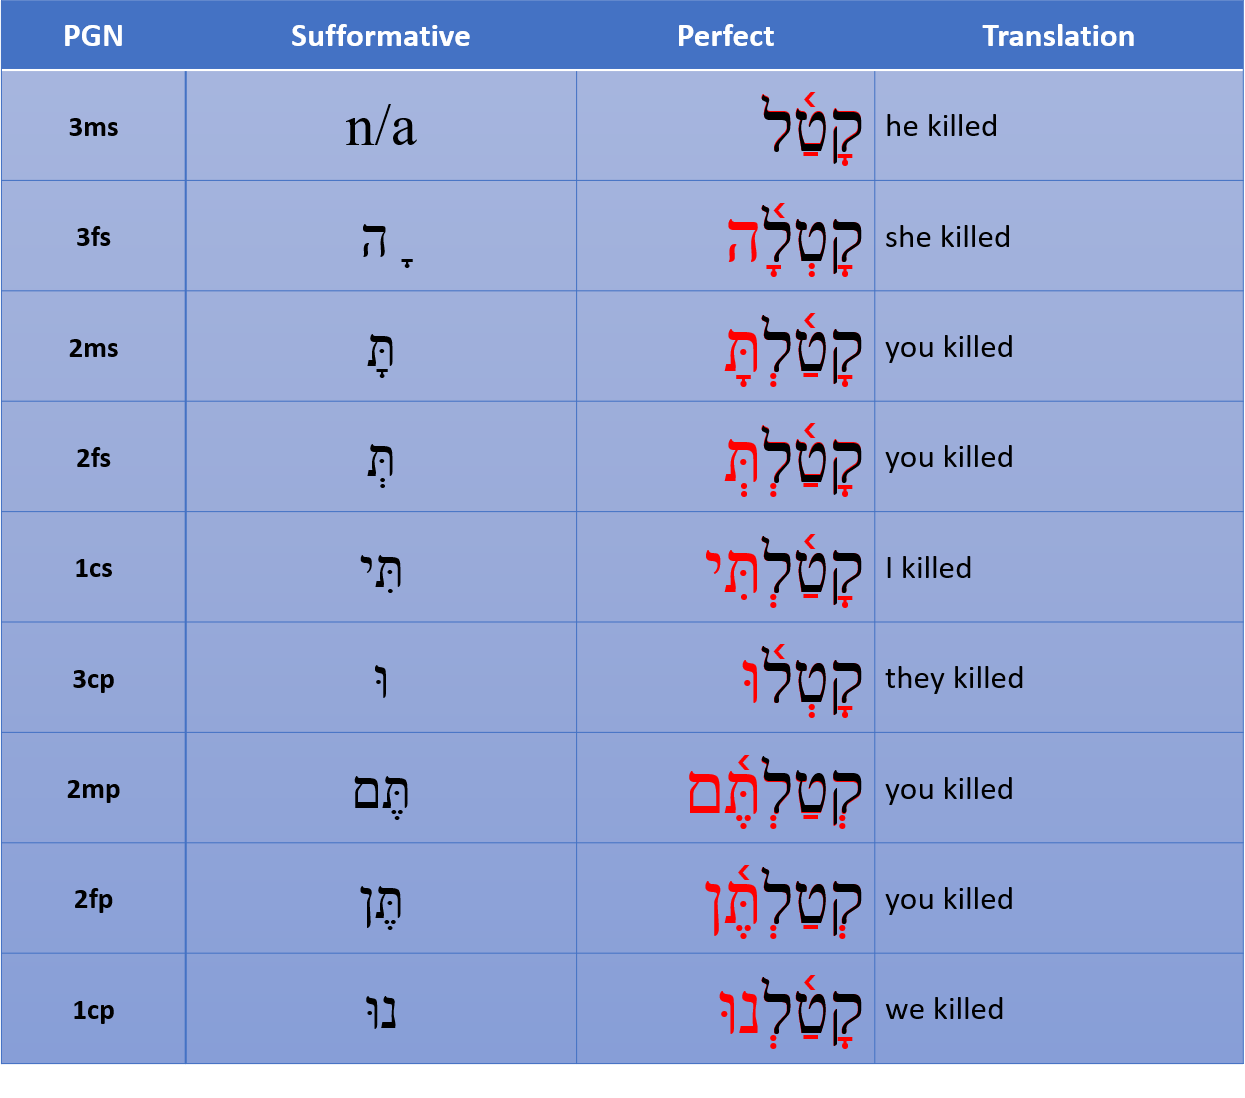 PGN Sufformative Perfect Translation
3ms n/a קָטַ֫ל he killed
3fs ָה קָטְלָ֫ה she killed
2ms תָּ קָטַ֫לְתָּ you killed
2fs תְּ קָטַ֫לְתְּ you killed
1cs תִּי קָטַ֫לְתִּי I killed
3cp וּ קָטְל֫וּ they killed
2mp תֶּם קְטַלְתֶּ֫ם you killed
2fp תֶּן קְטַלְתֶּ֫ן you killed
1cp נוּ קָטַ֫לְנוּ we killed